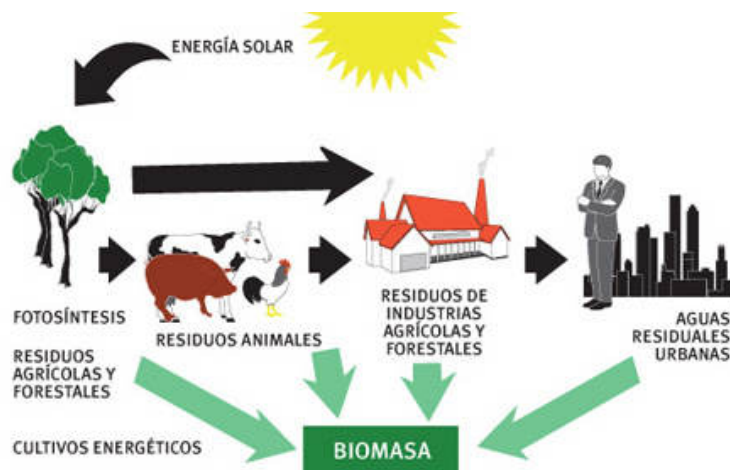 ENERGÍA SOLAR
FOTOSÍNTESIS
RESIDUOS
AGRÍCOLAS Y
FORESTALES
CULTIVOS ENERGÉTICOS
RESIDUOS ANIMALES
RESIDUOS DE
INDUSTRIAS
AGRÍCOLAS Y
FORESTALES
AGUAS
RESIDUALES
URBANAS
BIOMASA